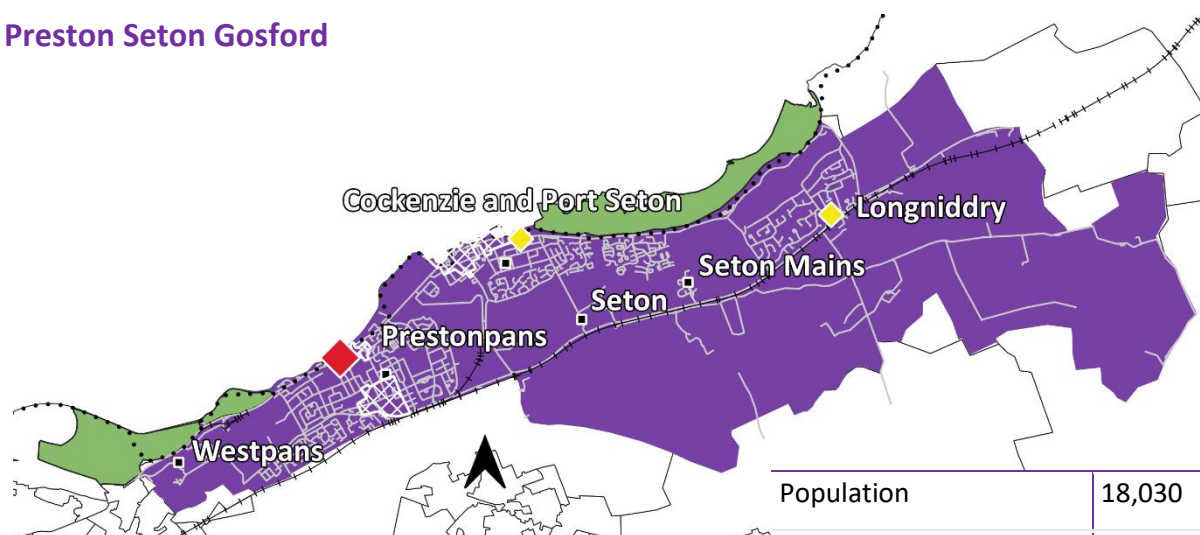 Preston Seton Gosford
Cockenzie and Port Seton
Longniddry
Seton Mains
Seton
Prestonpans
Westpans
Population 18,030